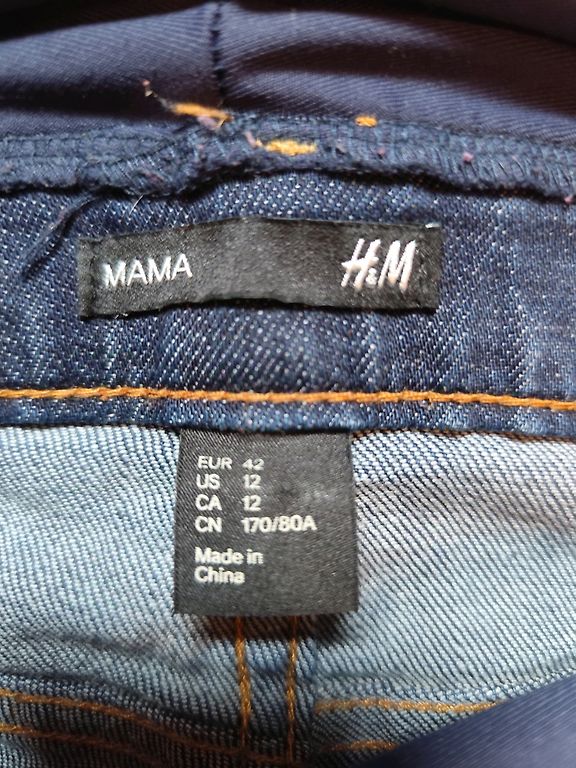 MAMA H&M
EUR 42
US 12
CA 12
CN 170/80A
Made in
China